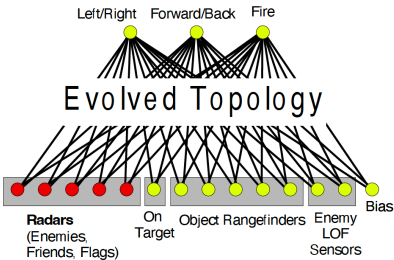 Left/Right Forward/Back Fire
Evolved Topology
Radars
(Enemies,
Friends, Flags)
On
Target
Object Rangefinders
Enemy
LOF
Sensors
Bias